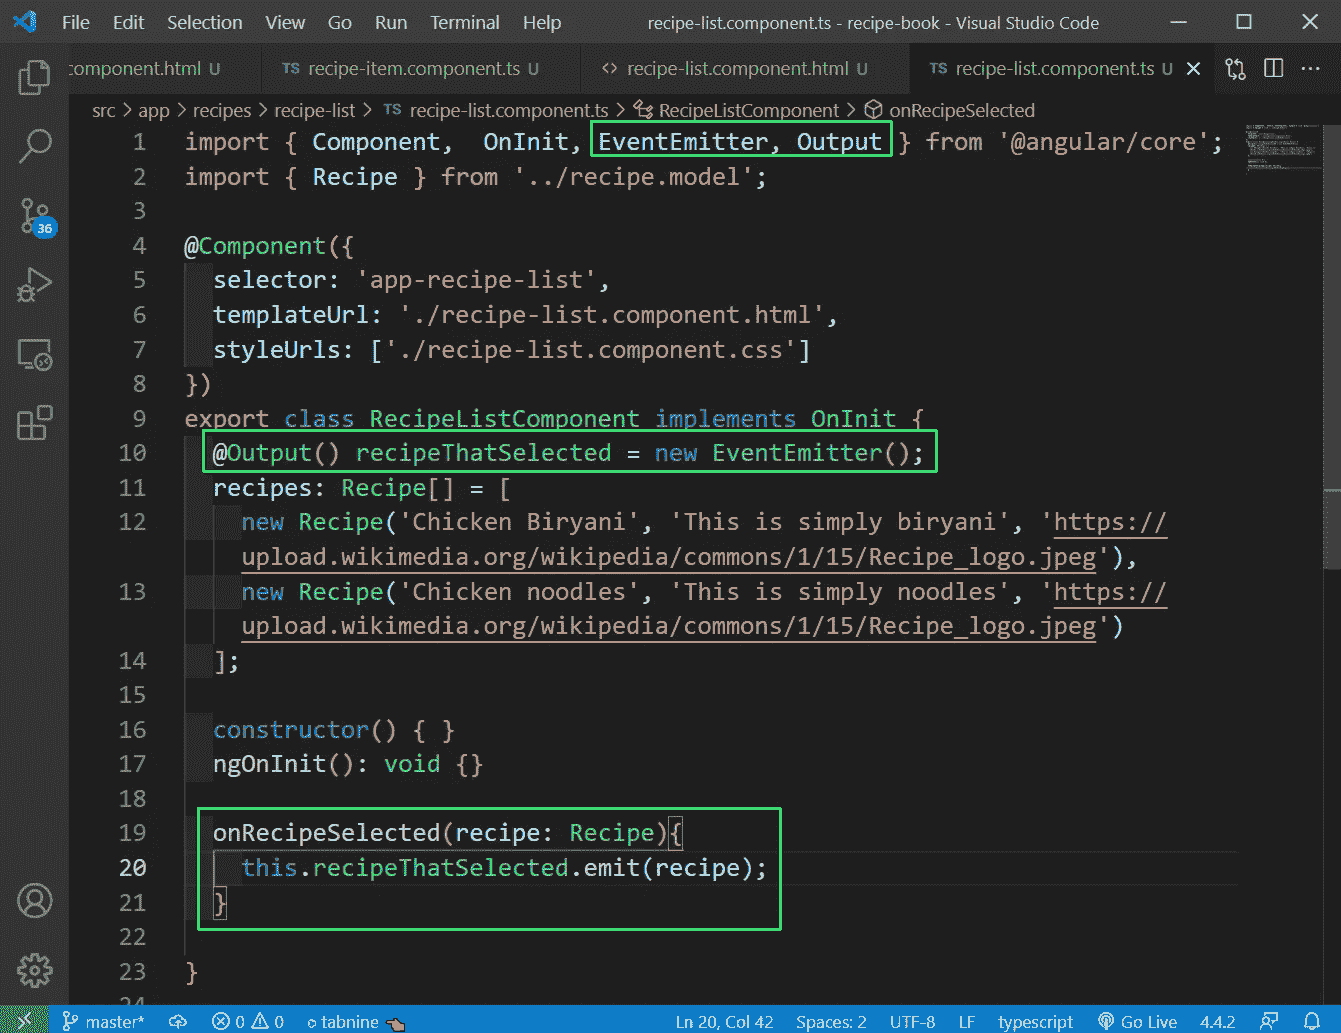 File Edit Selection View Go Run Terminal Help recipe-list.component.ts - recipe-book - Visual Studio Code
component.html U TS recipe-item.component.ts U <> recipe-list.component.html U TS recipe-list.component.ts U
src > app > recipes > recipe-list > TS recipe-list.component.ts > RecipeListComponent > onRecipeSelected
1 import { Component,  OnInit, EventEmitter, Output } from '@angular/core';
2 import { Recipe } from '../recipe.model';
3
4 @Component({
5   selector: 'app-recipe-list',
6   templateUrl: './recipe-list.component.html',
7   styleUrls: ['./recipe-list.component.css']
8 })
9 export class RecipeListComponent implements OnInit {
10   @Output() recipeThatSelected = new EventEmitter();
11   recipes: Recipe[] = [
12     new Recipe('Chicken Biryani', 'This is simply biryani', 'https://
upload.wikimedia.org/wikipedia/commons/1/15/Recipe_logo.jpeg'),
13     new Recipe('Chicken noodles', 'This is simply noodles', 'https://
upload.wikimedia.org/wikipedia/commons/1/15/Recipe_logo.jpeg')
14   ];
15
16   constructor() { }
17   ngOnInit(): void {}
18
19   onRecipeSelected(recipe: Recipe){
20     this.recipeThatSelected.emit(recipe);
21   }
22
23 }
24
36
master* 0 0 tabnine Ln 20, Col 42 Spaces: 2 UTF-8 LF typescript Go Live 4.4.2